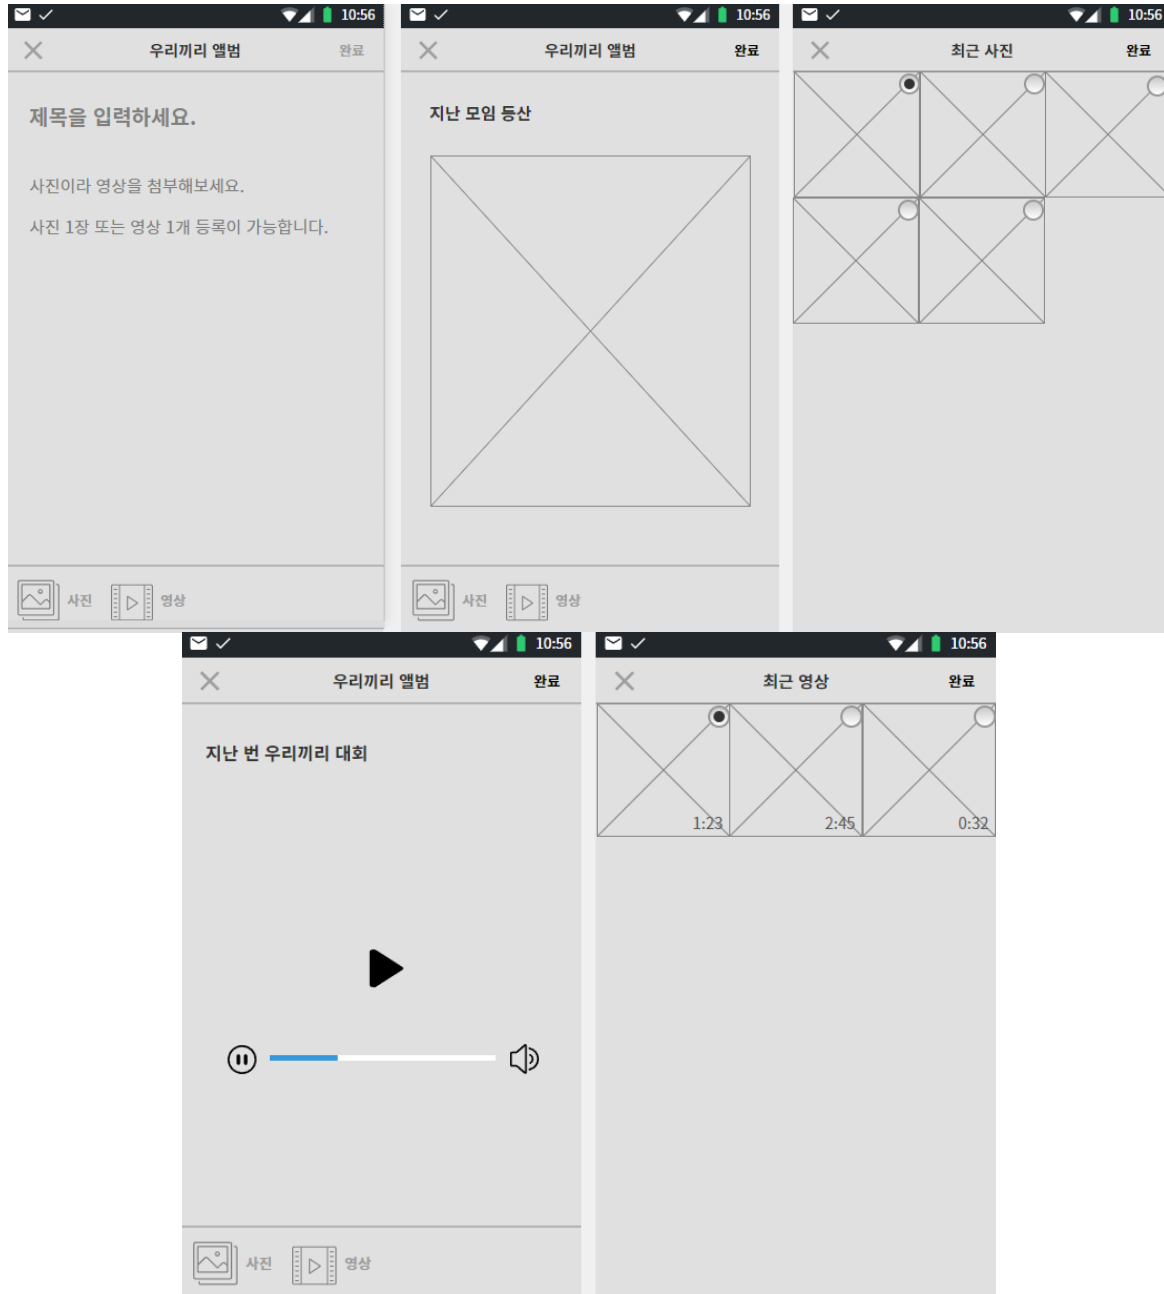 10:56
우리끼리 앨범 완료
제목을 입력하세요.
사진이라 영상을 첨부해보세요.
사진 1장 또는 영상 1개 등록이 가능합니다.
사진 영상
10:56
우리끼리 앨범 완료
지난 모임 등산
사진 영상
10:56
최근 사진 완료
10:56
우리끼리 앨범 완료
지난 번 우리끼리 대회
사진 영상
10:56
최근 영상 완료
1:23 2:45 0:32